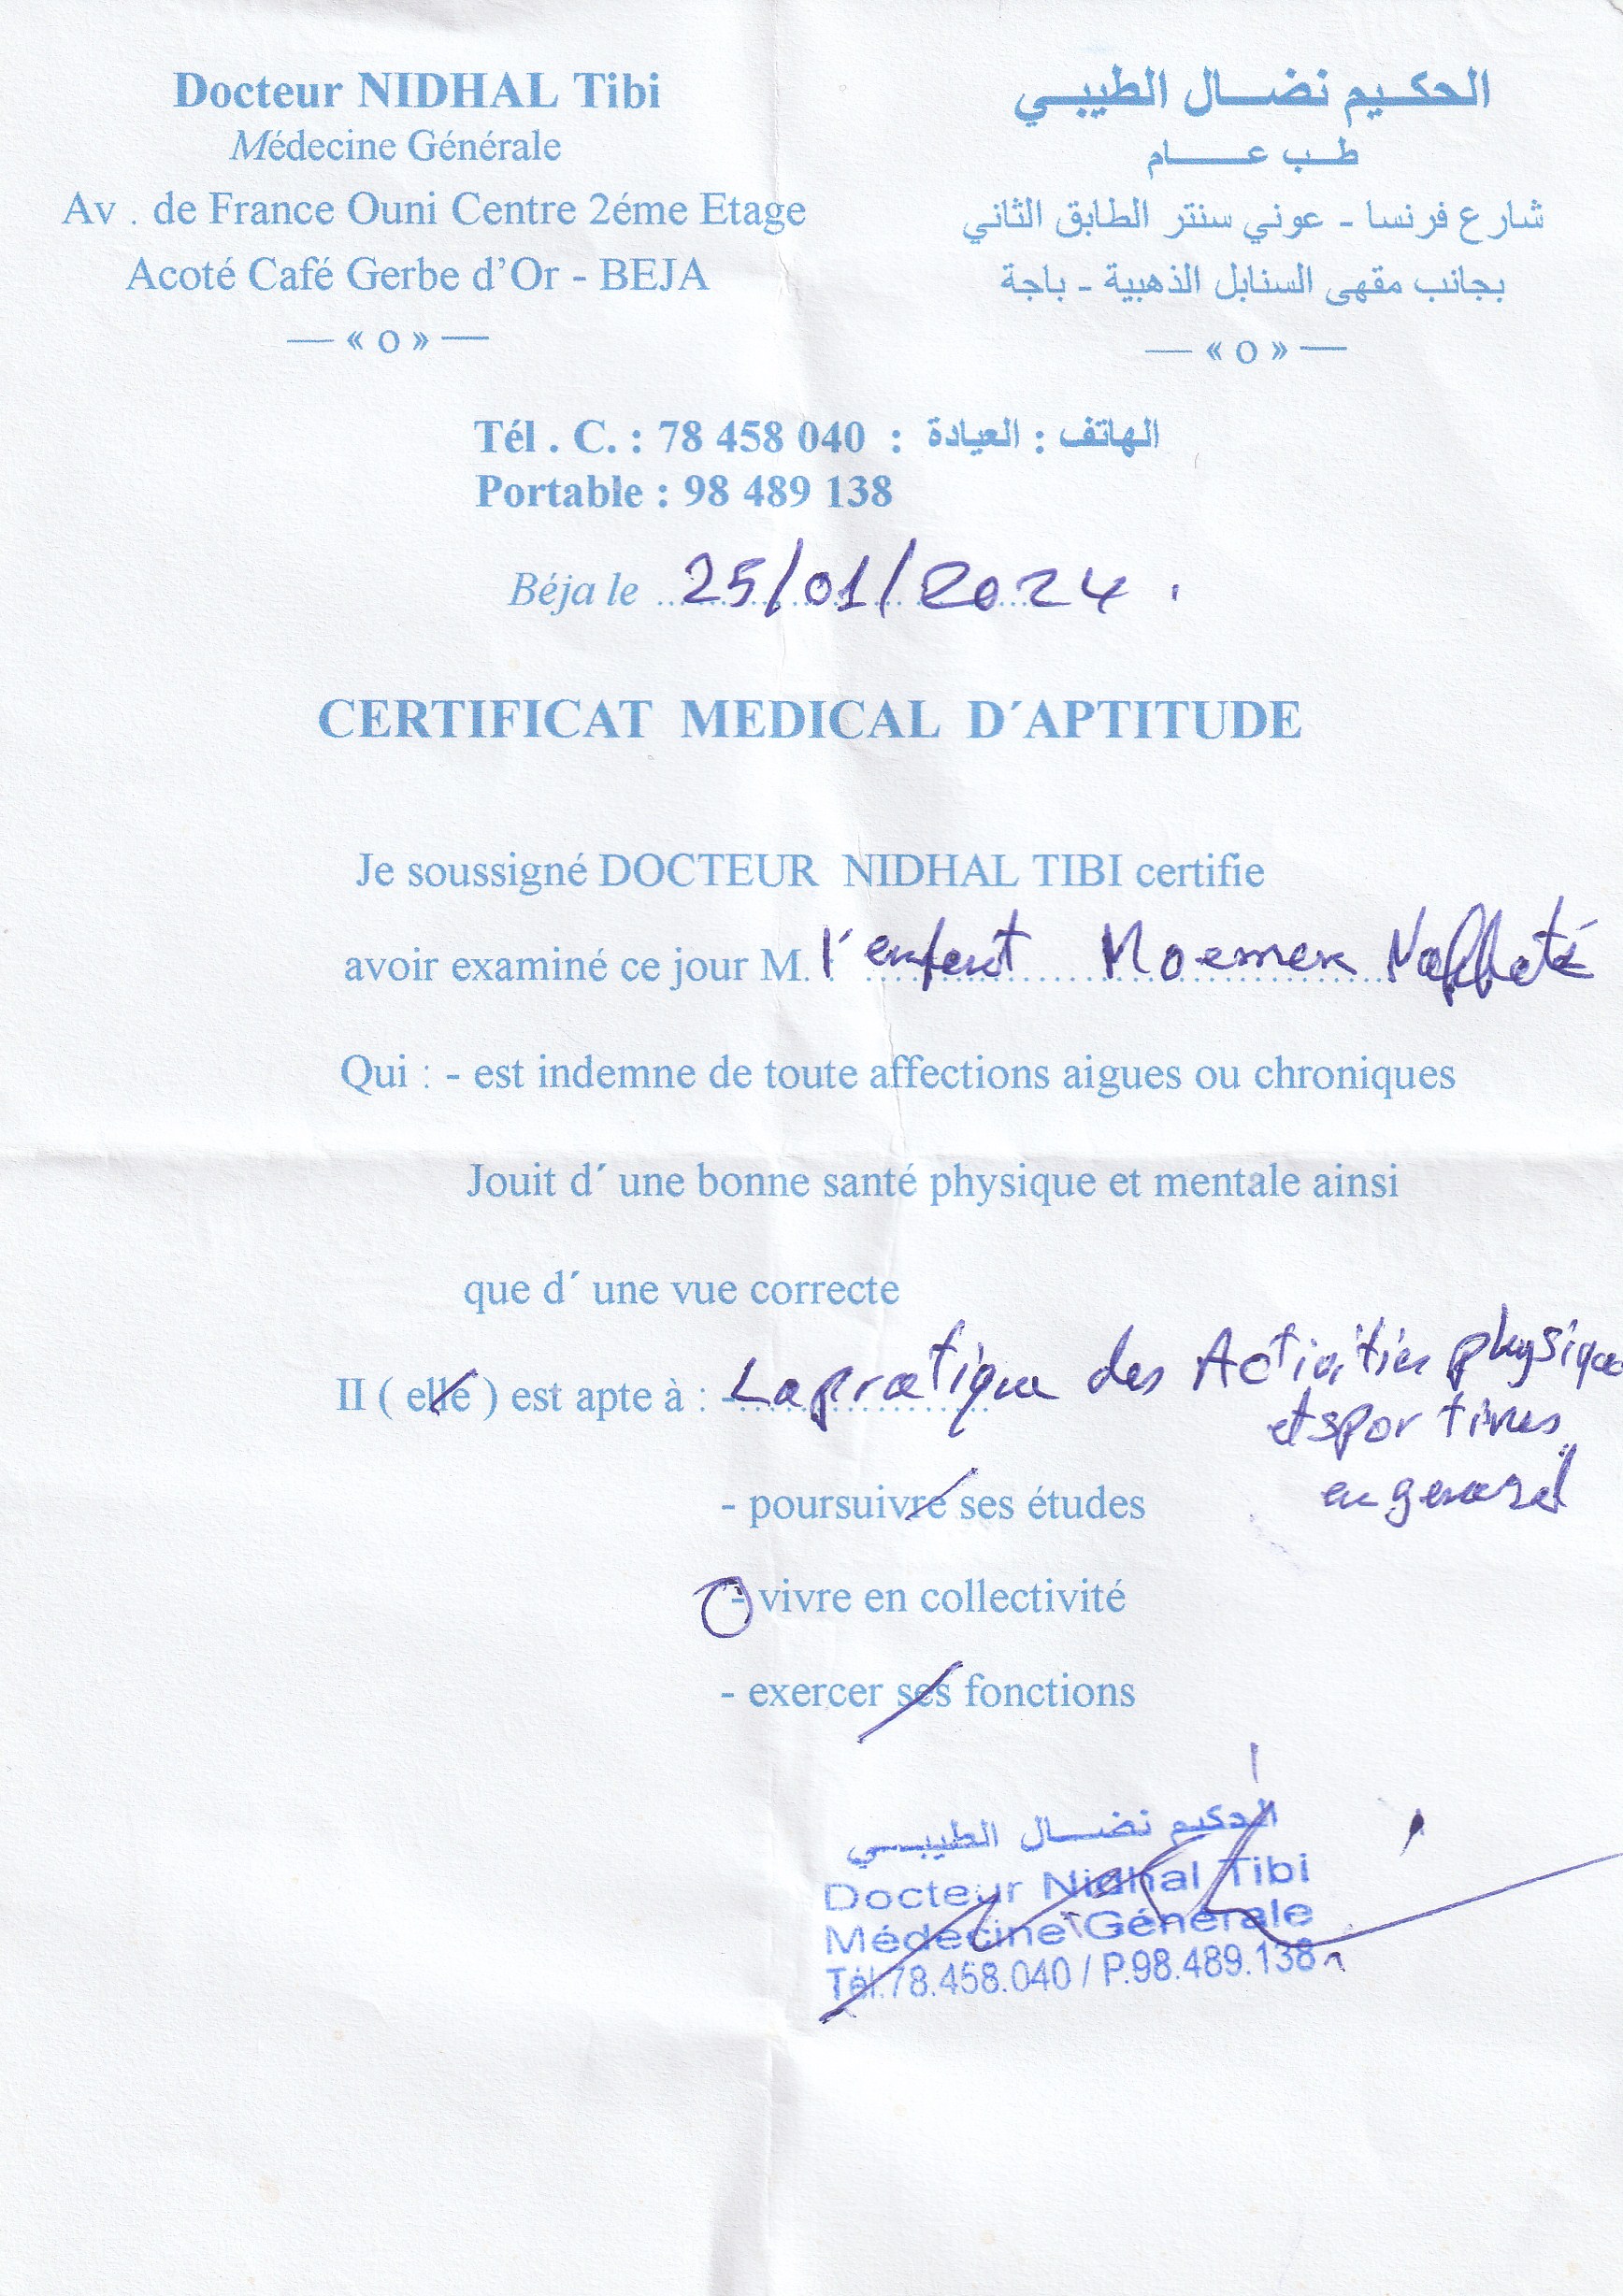 Docteur NIDHAL Tibi
Médecine Générale
Av . de France Ouni Centre 2éme Etage
Acoté Café Gerbe d'Or - BEJA
— « o » —
الحكيم نضال الطيبي
طب عام
شارع فرنسا - عوني سنتر الطابق الثاني
بجانب مقهى السنابل الذهبية - باجة
— « o » —
Tél . C. : 78 458 040 : الهاتف : العيادة
Portable : 98 489 138
Béja le 25/01/2024.
CERTIFICAT MEDICAL D´APTITUDE
Je soussigné DOCTEUR NIDHAL TIBI certifie
avoir examiné ce jour M. l'enfant Moemen
Qui : - est indemne de toute affections aigues ou chroniques
Jouit d´ une bonne santé physique et mentale ainsi
que d´ une vue correcte
II ( elle ) est apte à : - La pratique des Activités physiques
et sportives
en general
- poursuivre ses études
- vivre en collectivité
- exercer ses fonctions
الحكيم نضال الطيبي
Docteur Nidhal Tibi
Médecine Générale
Tél.78.458.040 / P.98.489.138